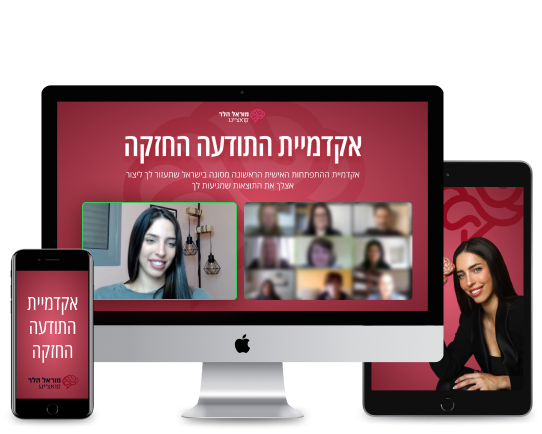 מוראל הלר
קואצ'ינג
אקדמיית התודעה החזקה
אקדמיית ההתפתחות האישית הראשונה מסוגה בישראל שתעזור לך ליצור
אצלך את התוצאות שמגיעות לך
אקדמיית
התודעה
החזקה
מוראל הלר
קואצ'ינג